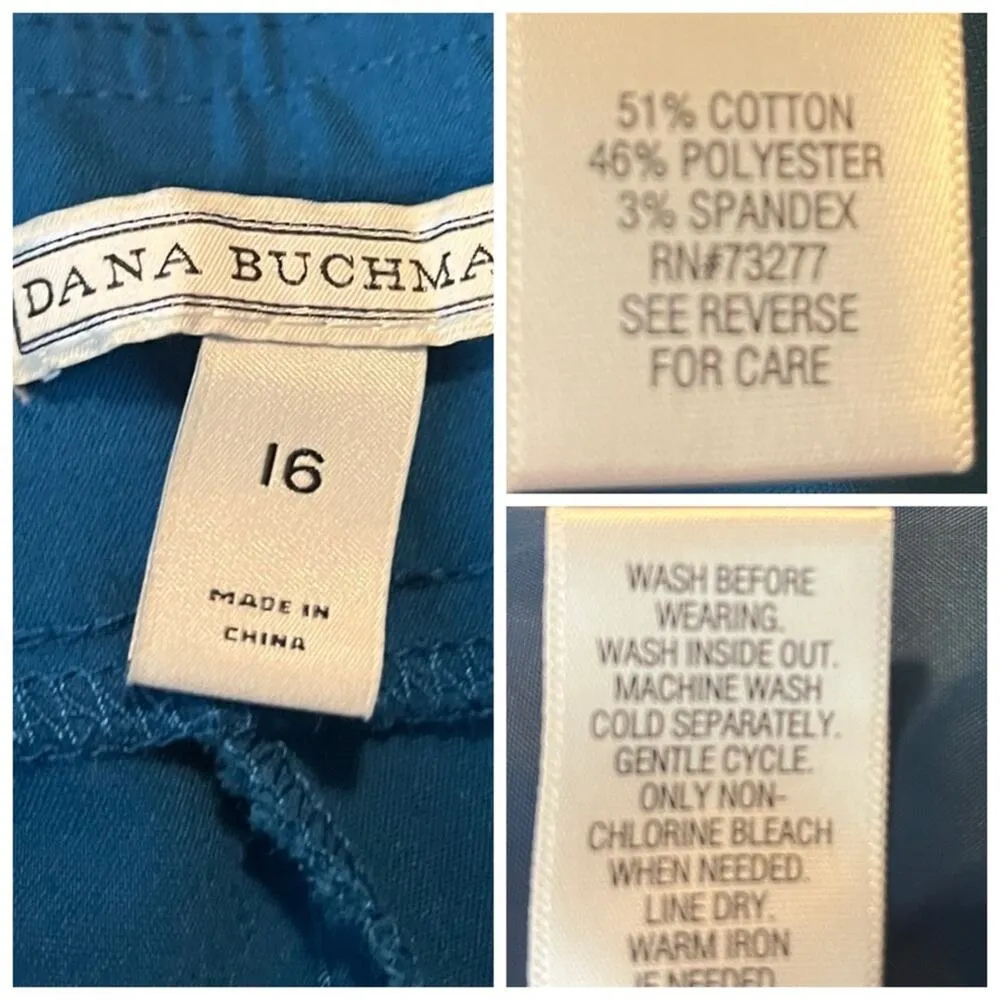 DANA BUCHMA
16
MADE IN
CHINA
51% COTTON
46% POLYESTER
3% SPANDEX
RN#73277
SEE REVERSE
FOR CARE
WASH BEFORE
WEARING.
WASH INSIDE OUT.
MACHINE WASH
COLD SEPARATELY.
GENTLE CYCLE.
ONLY NON-
CHLORINE BLEACH
WHEN NEEDED.
LINE DRY.
WARM IRON
IF NEEDED